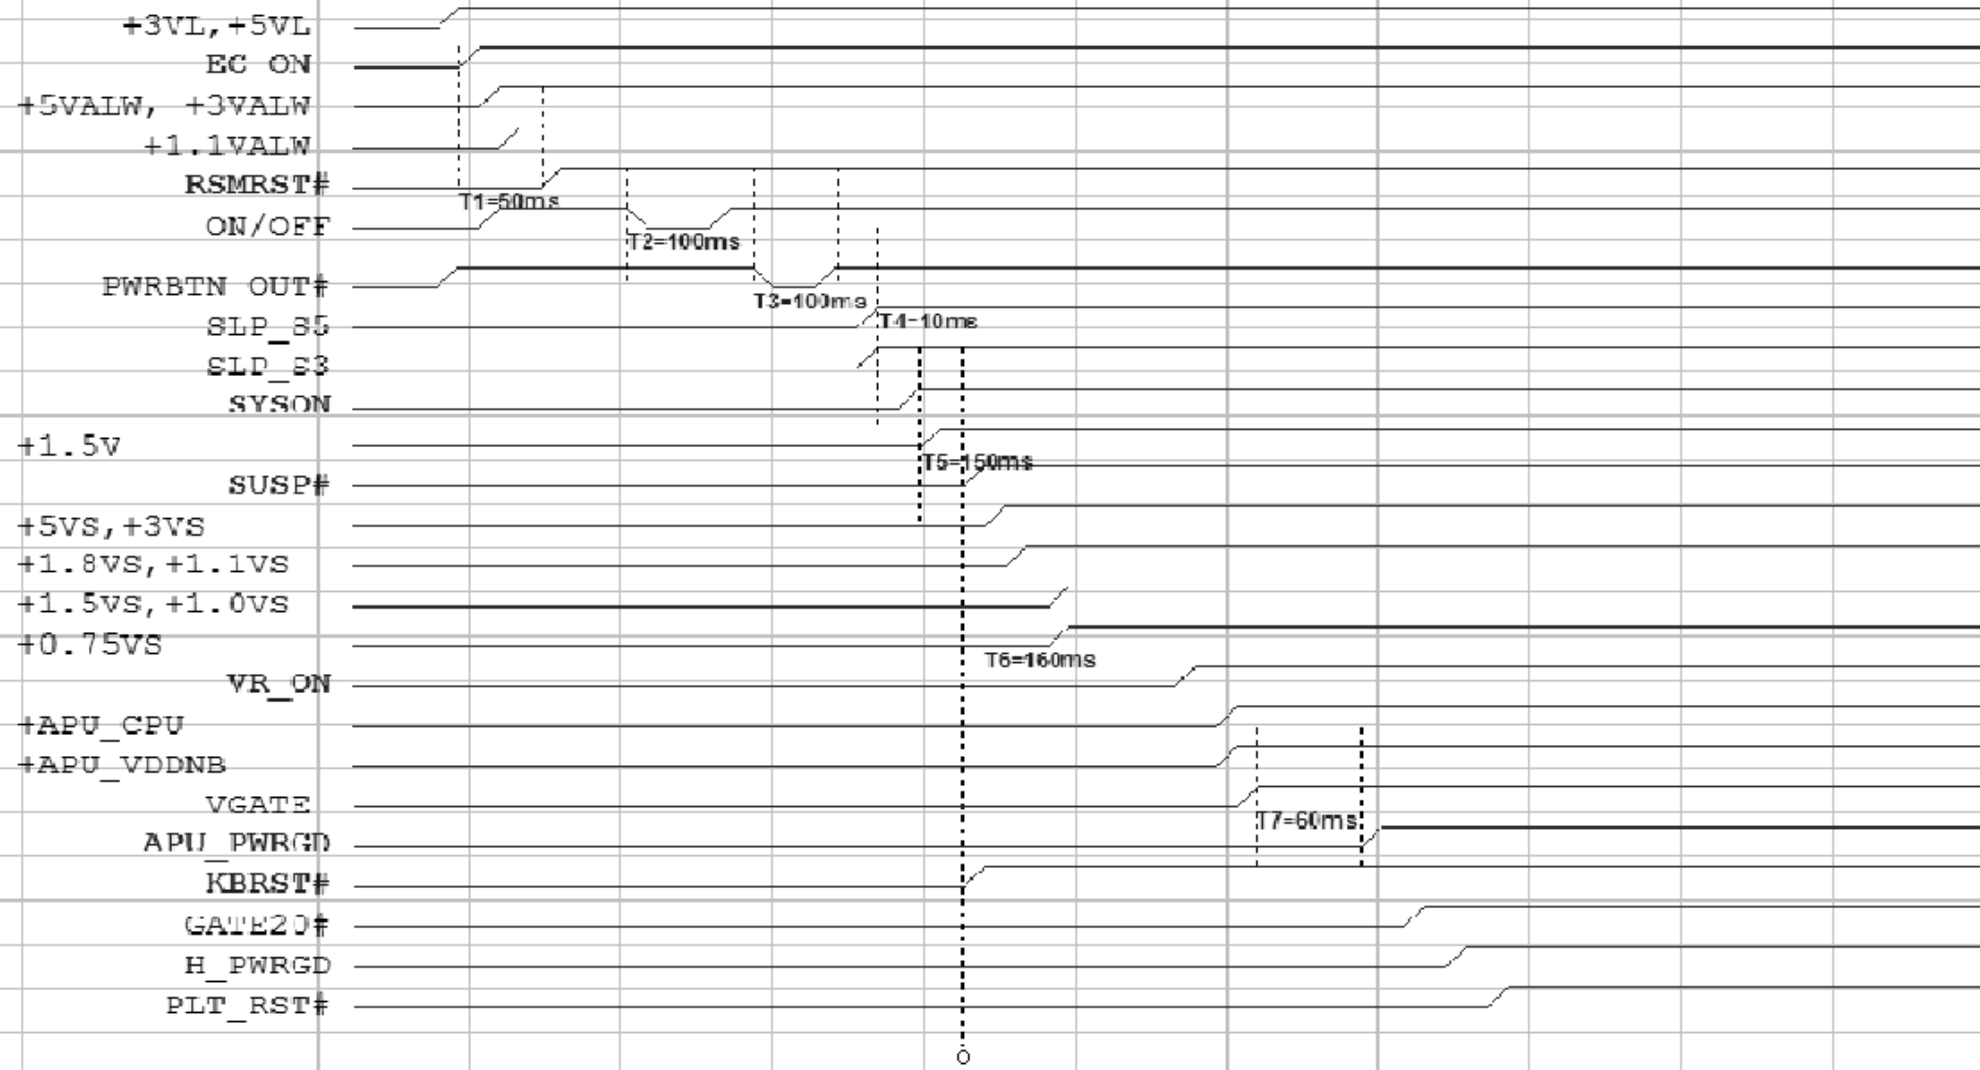 +3VL,+5VL
EC ON
+5VALW, +3VALW
+1.1VALW
RSMRST#
T1=50ms
ON/OFF
T2=100ms
PWRBTN OUT#
T3=100ms
SLP_S5
T4=10ms
SLP_S3
SYSON
+1.5V
T5=150ms
SUSP#
+5VS,+3VS
+1.8VS,+1.1VS
+1.5VS,+1.0VS
+0.75VS
T6=160ms
VR_ON
+APU_CPU
+APU_VDDNB
VGATE
T7=60ms
APU_PWRGD
KBRST#
GATE20#
H_PWRGD
PLT_RST#